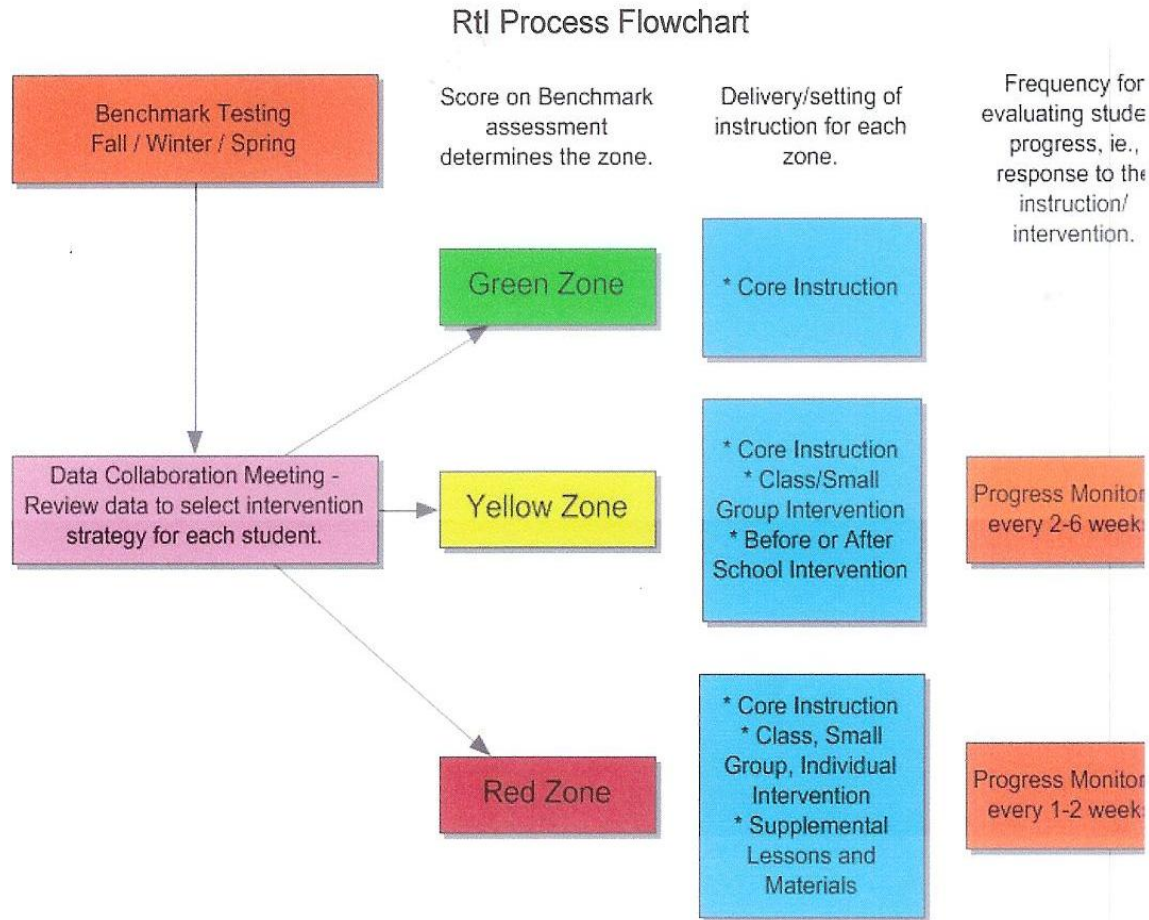 RtI Process Flowchart
Benchmark Testing
Fall / Winter / Spring
Score on Benchmark
assessment
determines the zone.
Delivery/setting of
instruction for each
zone.
Frequency for
evaluating stude
progress, ie.,
response to the
instruction/
intervention.
Green Zone
* Core Instruction
Data Collaboration Meeting -
Review data to select intervention
strategy for each student.
Yellow Zone
* Core Instruction
* Class/Small
Group Intervention
* Before or After
School Intervention
Progress Monitor
every 2-6 week
Red Zone
* Core Instruction
* Class, Small
Group, Individual
Intervention
* Supplemental
Lessons and
Materials
Progress Monitor
every 1-2 week